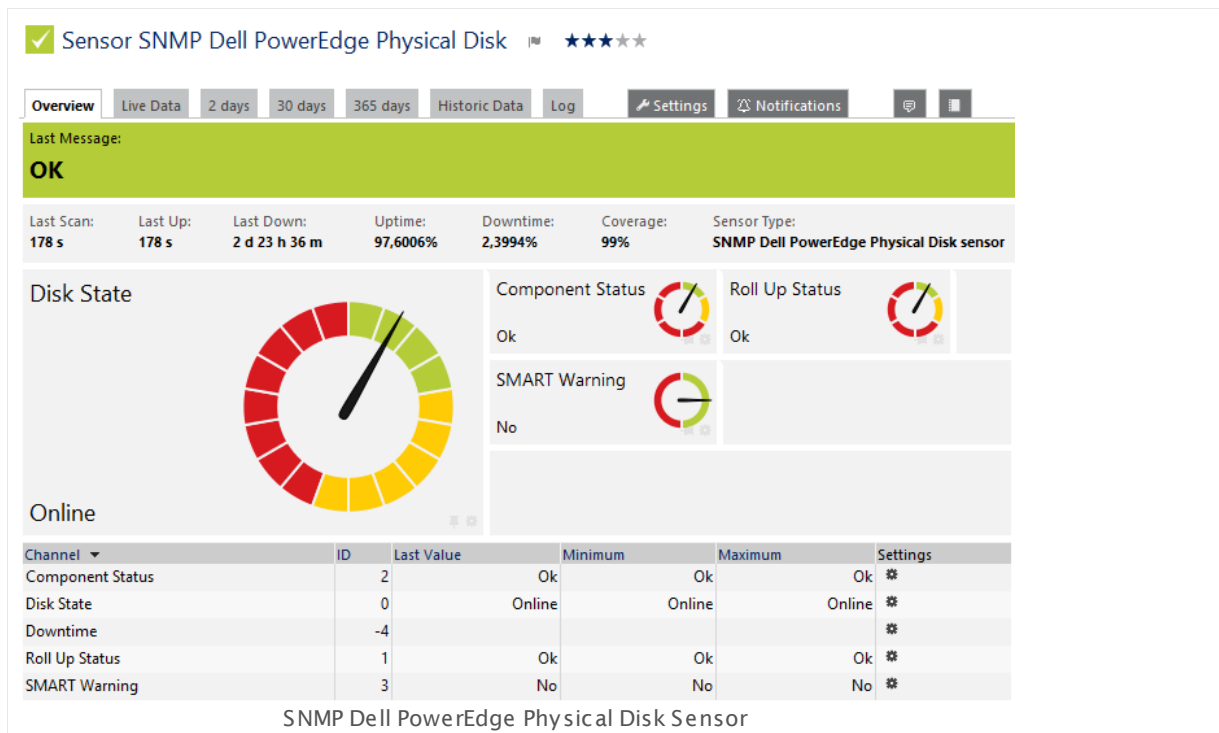 Sensor SNMP Dell PowerEdge Physical Disk
Overview Live Data 2 days 30 days 365 days Historic Data Log Settings Notifications
Last Message:
OK
Last Scan: Last Up: Last Down: Uptime: Downtime: Coverage: Sensor Type:
178 s 178 s 2 d 23 h 36 m 97,6006% 2,3994% 99% SNMP Dell PowerEdge Physical Disk sensor
Disk State
Online
Component Status
Ok
Roll Up Status
Ok
SMART Warning
No
Channel ID Last Value Minimum Maximum Settings
Component Status 2 Ok Ok Ok
Disk State 0 Online Online Online
Downtime -4
Roll Up Status 1 Ok Ok Ok
SMART Warning 3 No No No
SNMP Dell PowerEdge Physical Disk Sensor